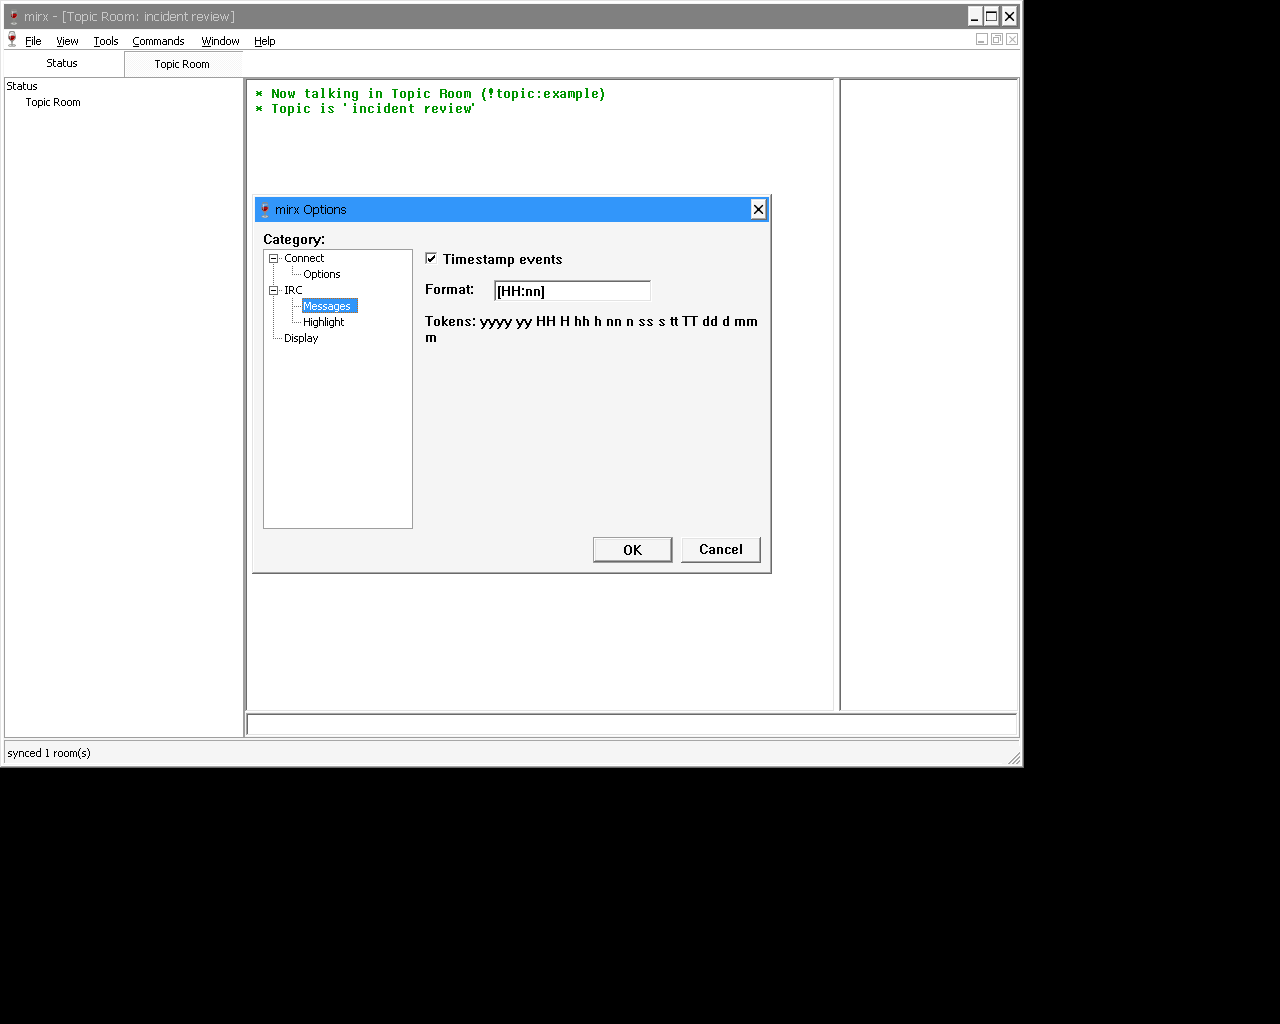 mirx - [Topic Room: incident review]
File View Tools Commands Window Help
Status Topic Room
Status
Topic Room
* Now talking in Topic Room (!topic:example)
* Topic is 'incident review'
mirx Options
Category:
Connect
Options
IRC
Messages
Highlight
Display
Timestamp events
Format: [HH:nn]
Tokens: yyyy yy HH H hh h nn n ss s tt TT dd d mm
m
OK Cancel
synced 1 room(s)